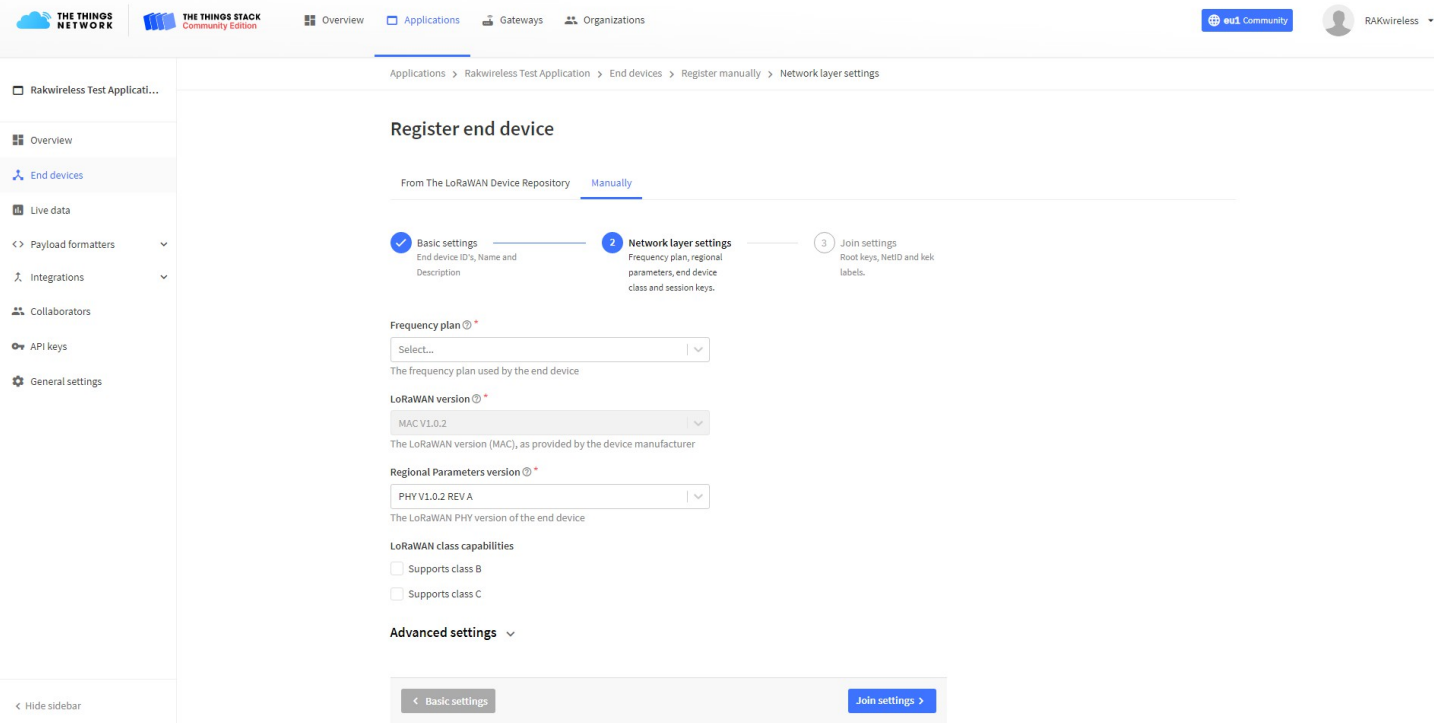 THE THINGS
NETWORK
THE THINGS STACK
Community Edition
Overview
Applications
Gateways
Organizations
eu1 Community
RAKwireless
Rakwireless Test Applicati...
Overview
End devices
Live data
Payload formatters
Integrations
Collaborators
API keys
General settings
Hide sidebar
Applications > Rakwireless Test Application > End devices > Register manually > Network layer settings
Register end device
From The LoRaWAN Device Repository
Manually
Basic settings
End device ID's, Name and
Description
2
Network layer settings
Frequency plan, regional
parameters, end device
class and session keys.
3
Join settings
Root keys, NetID and kek
labels.
Frequency plan *
Select...
The frequency plan used by the end device
LoRaWAN version *
MAC V1.0.2
The LoRaWAN version (MAC), as provided by the device manufacturer
Regional Parameters version *
PHY V1.0.2 REV A
The LoRaWAN PHY version of the end device
LoRaWAN class capabilities
Supports class B
Supports class C
Advanced settings
< Basic settings
Join settings >